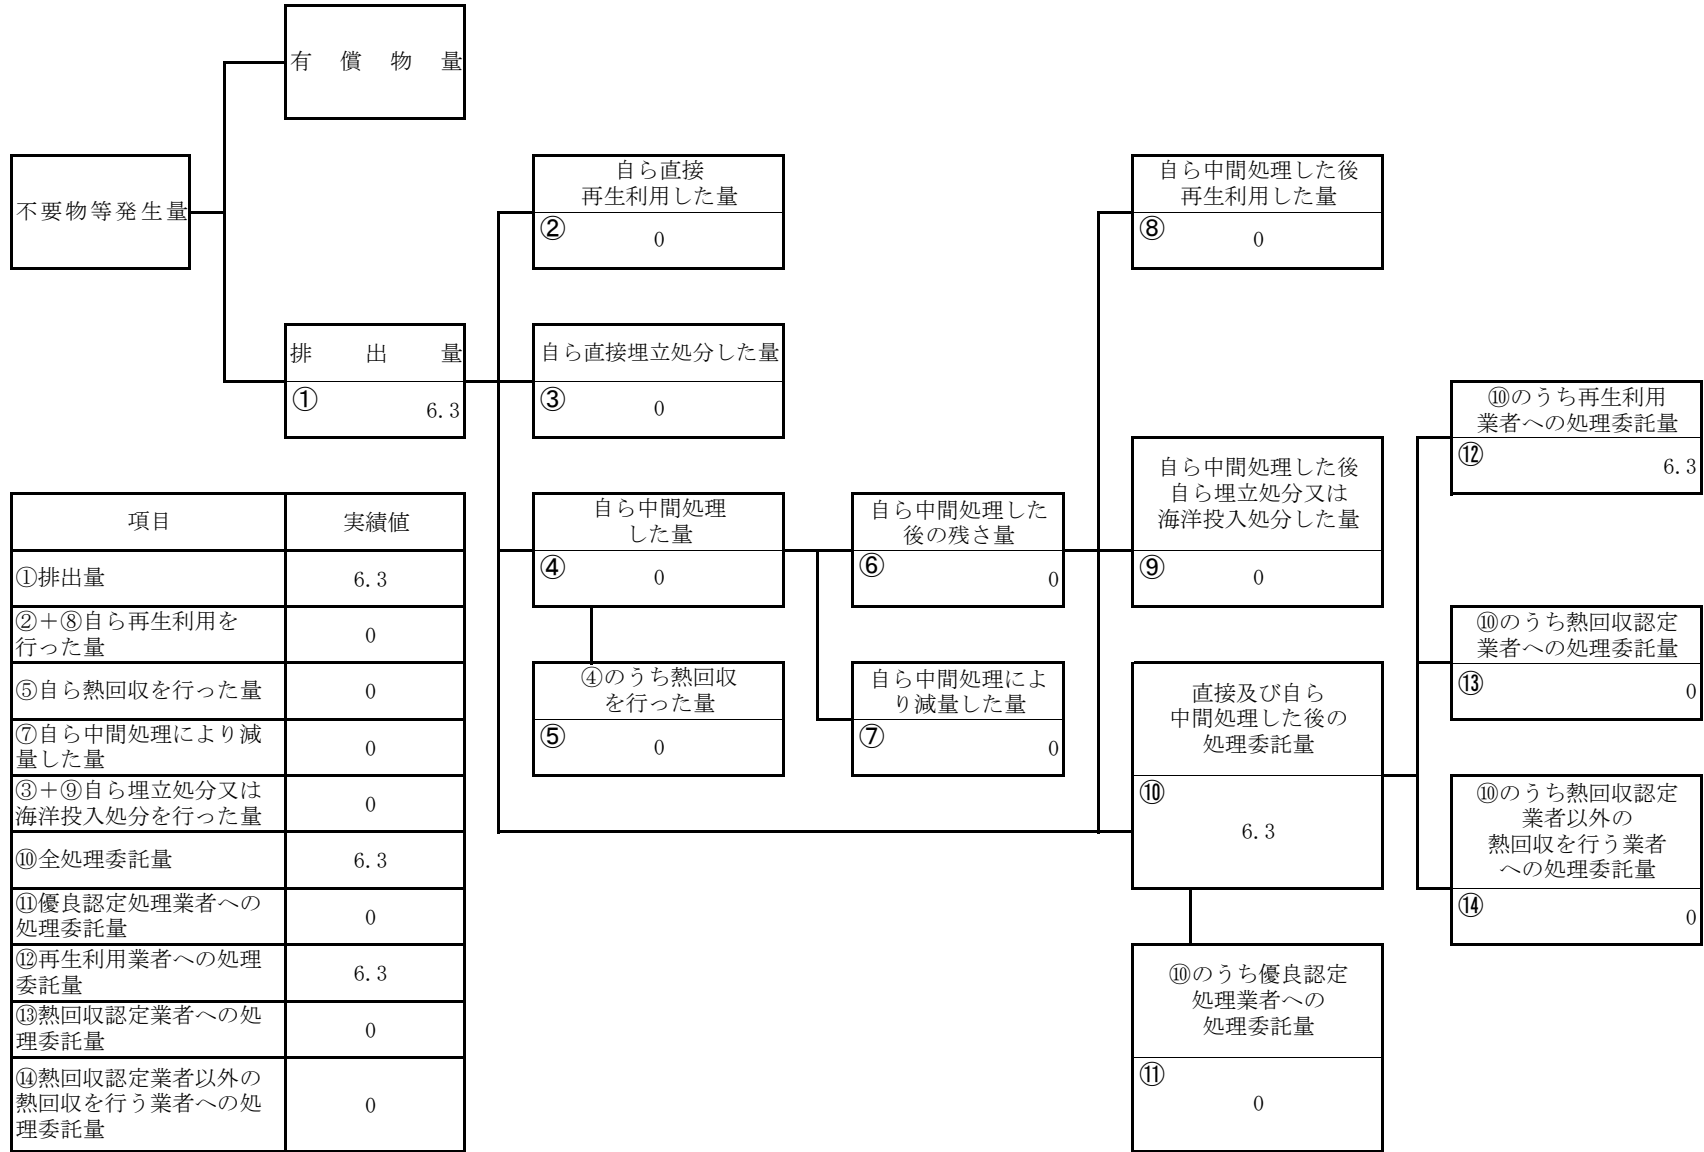 有償物量
不要物等発生量
自ら直接
再生利用した量
②
0
自ら中間処理した後
再生利用した量
⑧
0
排出量
①
6.3
自ら直接埋立処分した量
③
0
⑩のうち再生利用
業者への処理委託量
⑫
6.3
自ら中間処理
した量
④
0
自ら中間処理した
後の残さ量
⑥
0
自ら中間処理した後
自ら埋立処分又は
海洋投入処分した量
⑨
0
⑩のうち熱回収認定
業者への処理委託量
⑬
0
④のうち熱回収
を行った量
⑤
0
自ら中間処理によ
り減量した量
⑦
0
直接及び自ら
中間処理した後の
処理委託量
⑩
6.3
⑩のうち熱回収認定
業者以外の
熱回収を行う業者
への処理委託量
⑭
0
⑩のうち優良認定
処理業者への
処理委託量
⑪
0
項目 実績値
①排出量 6.3
②＋⑧自ら再生利用を
行った量 0
⑤自ら熱回収を行った量 0
⑦自ら中間処理により減
量した量 0
③＋⑨自ら埋立処分又は
海洋投入処分を行った量 0
⑩全処理委託量 6.3
⑪優良認定処理業者への
処理委託量 0
⑫再生利用業者への処理
委託量 6.3
⑬熱回収認定業者への処
理委託量 0
⑭熱回収認定業者以外の
熱回収を行う業者への処
理委託量 0